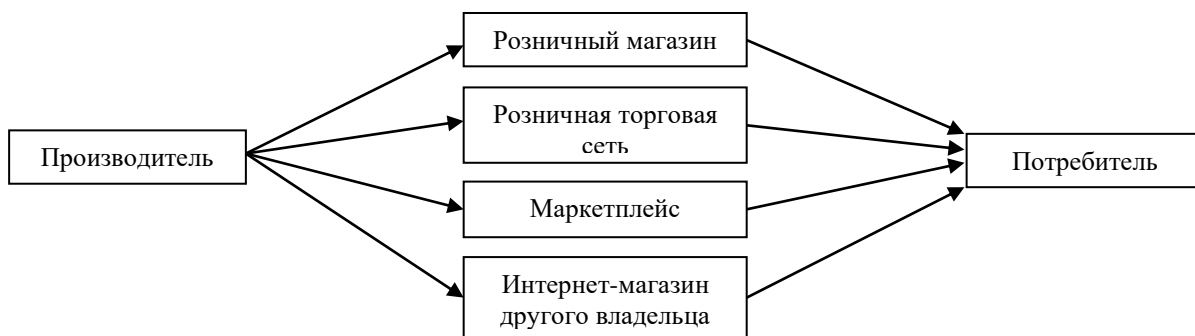 Розничный магазин
Розничная торговая
сеть
Производитель
Потребитель
Маркетплейс
Интернет-магазин
другого владельца